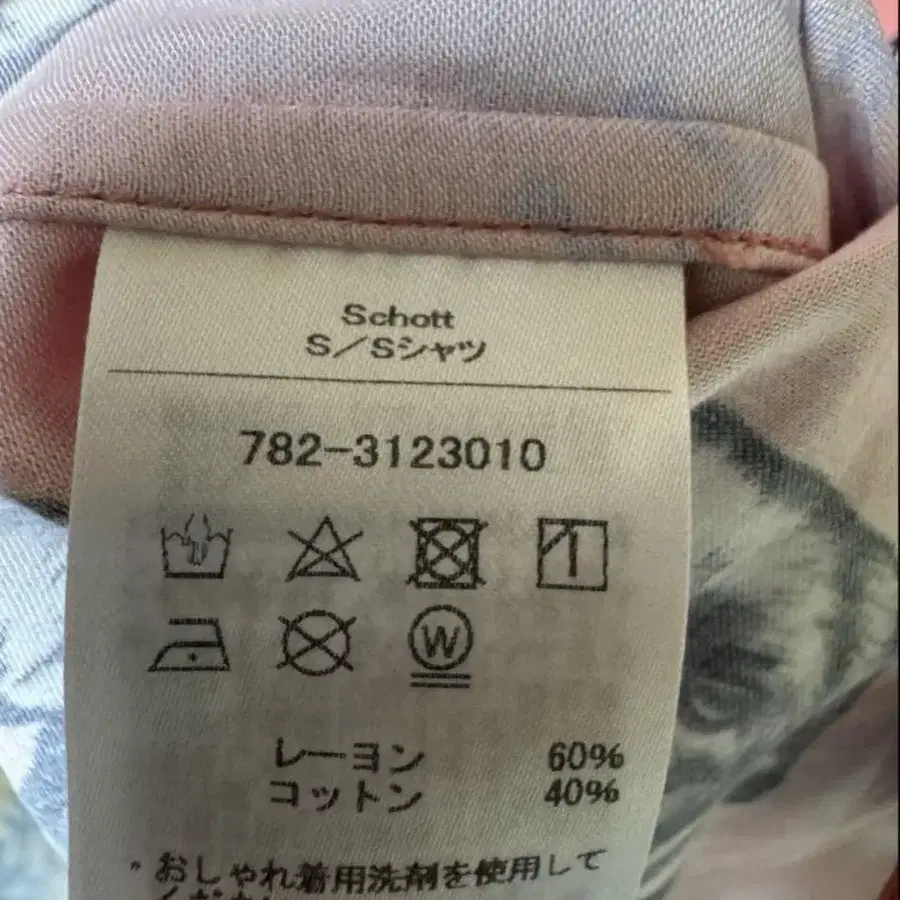 Schott
S／Sシャツ
782-3123010
W
レーヨン 60%
コットン 40%
* おしゃれ着用洗剤を使用して